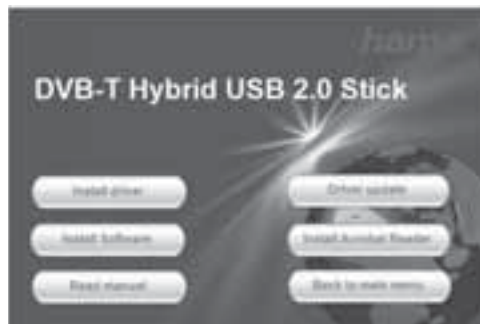 hama
DVB-T Hybrid USB 2.0 Stick
Install driver
Driver update
Install Software
Install Acrobat Reader
Read manual
Back to main menu